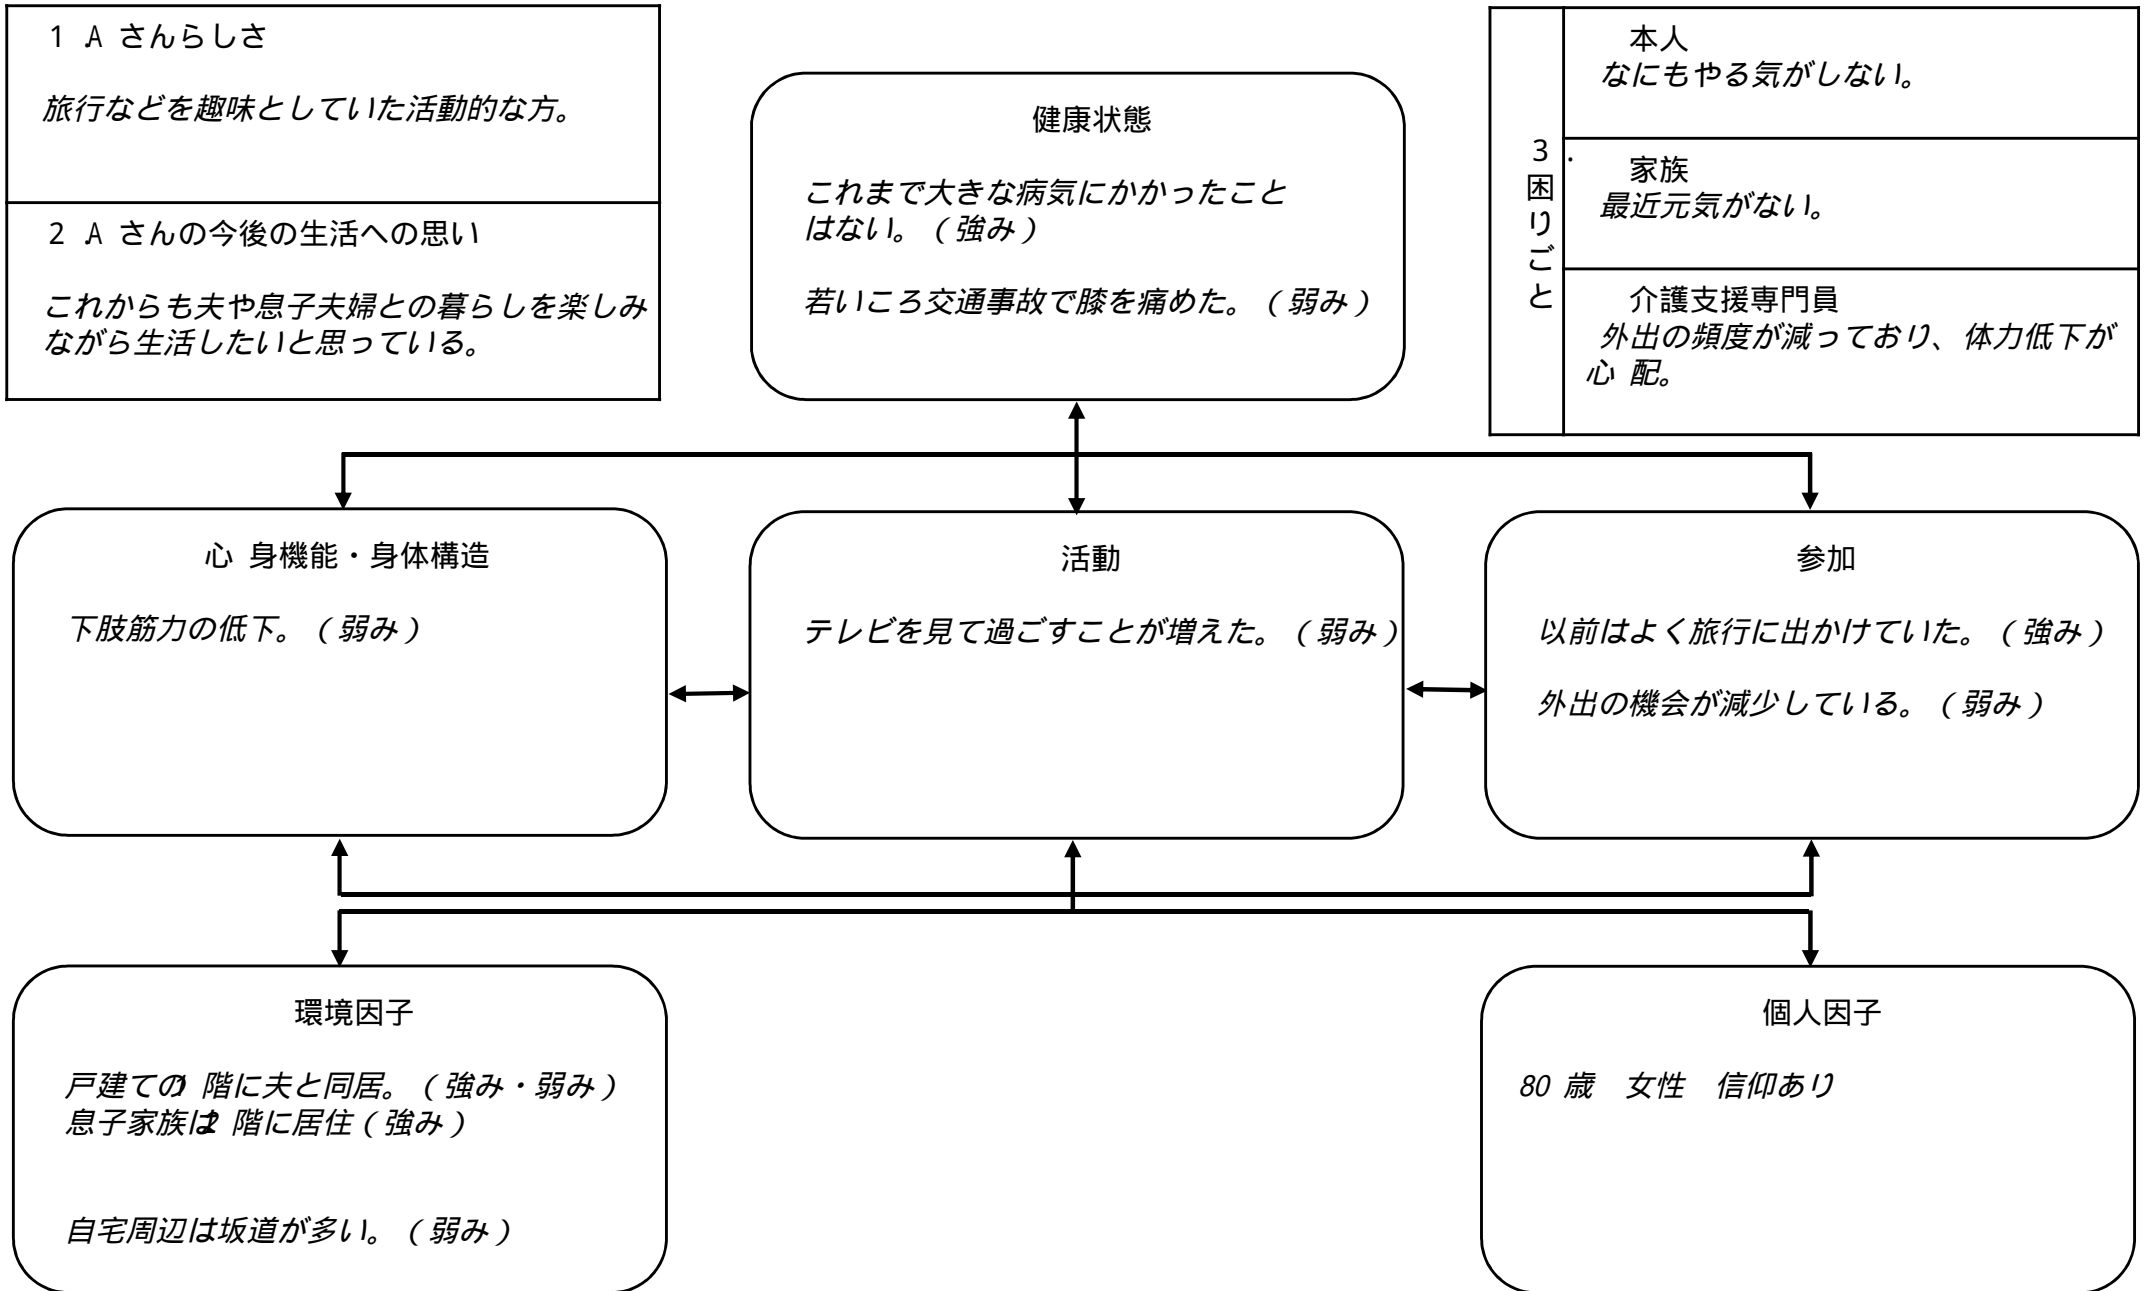 1.A さんらしさ
旅行などを趣味としていた活動的な方。
2.A さんの今後の生活への思い
これからも夫や息子夫婦との暮らしを楽しみ
ながら生活したいと思っている。
健康状態
これまで大きな病気にかかったこと
はない。（強み）
若いころ交通事故で膝を痛めた。（弱み）
3.困りごと
本人
なにもやる気がしない。
家族
最近元気がない。
介護支援専門員
外出の頻度が減っており、体力低下が
心 配。
心 身機能・身体構造
下肢筋力の低下。（弱み）
活動
テレビを見て過ごすことが増えた。（弱み）
参加
以前はよく旅行に出かけていた。（強み）
外出の機会が減少している。（弱み）
環境因子
戸建ての1 階に夫と同居。（強み・弱み）
息子家族は2 階に居住（強み）
自宅周辺は坂道が多い。（弱み）
個人因子
80 歳　女性　信仰あり